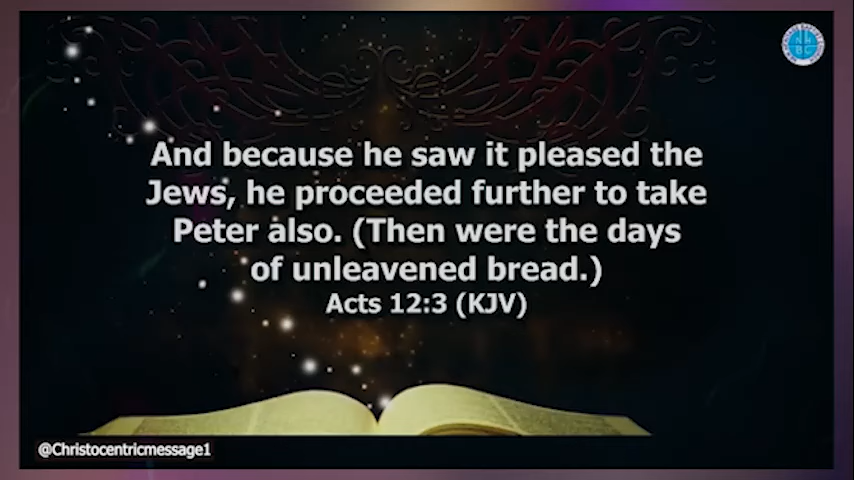 And because he saw it pleased the
Jews, he proceeded further to take
Peter also. (Then were the days
of unleavened bread.)
Acts 12:3 (KJV)
@Christocentricmessage1